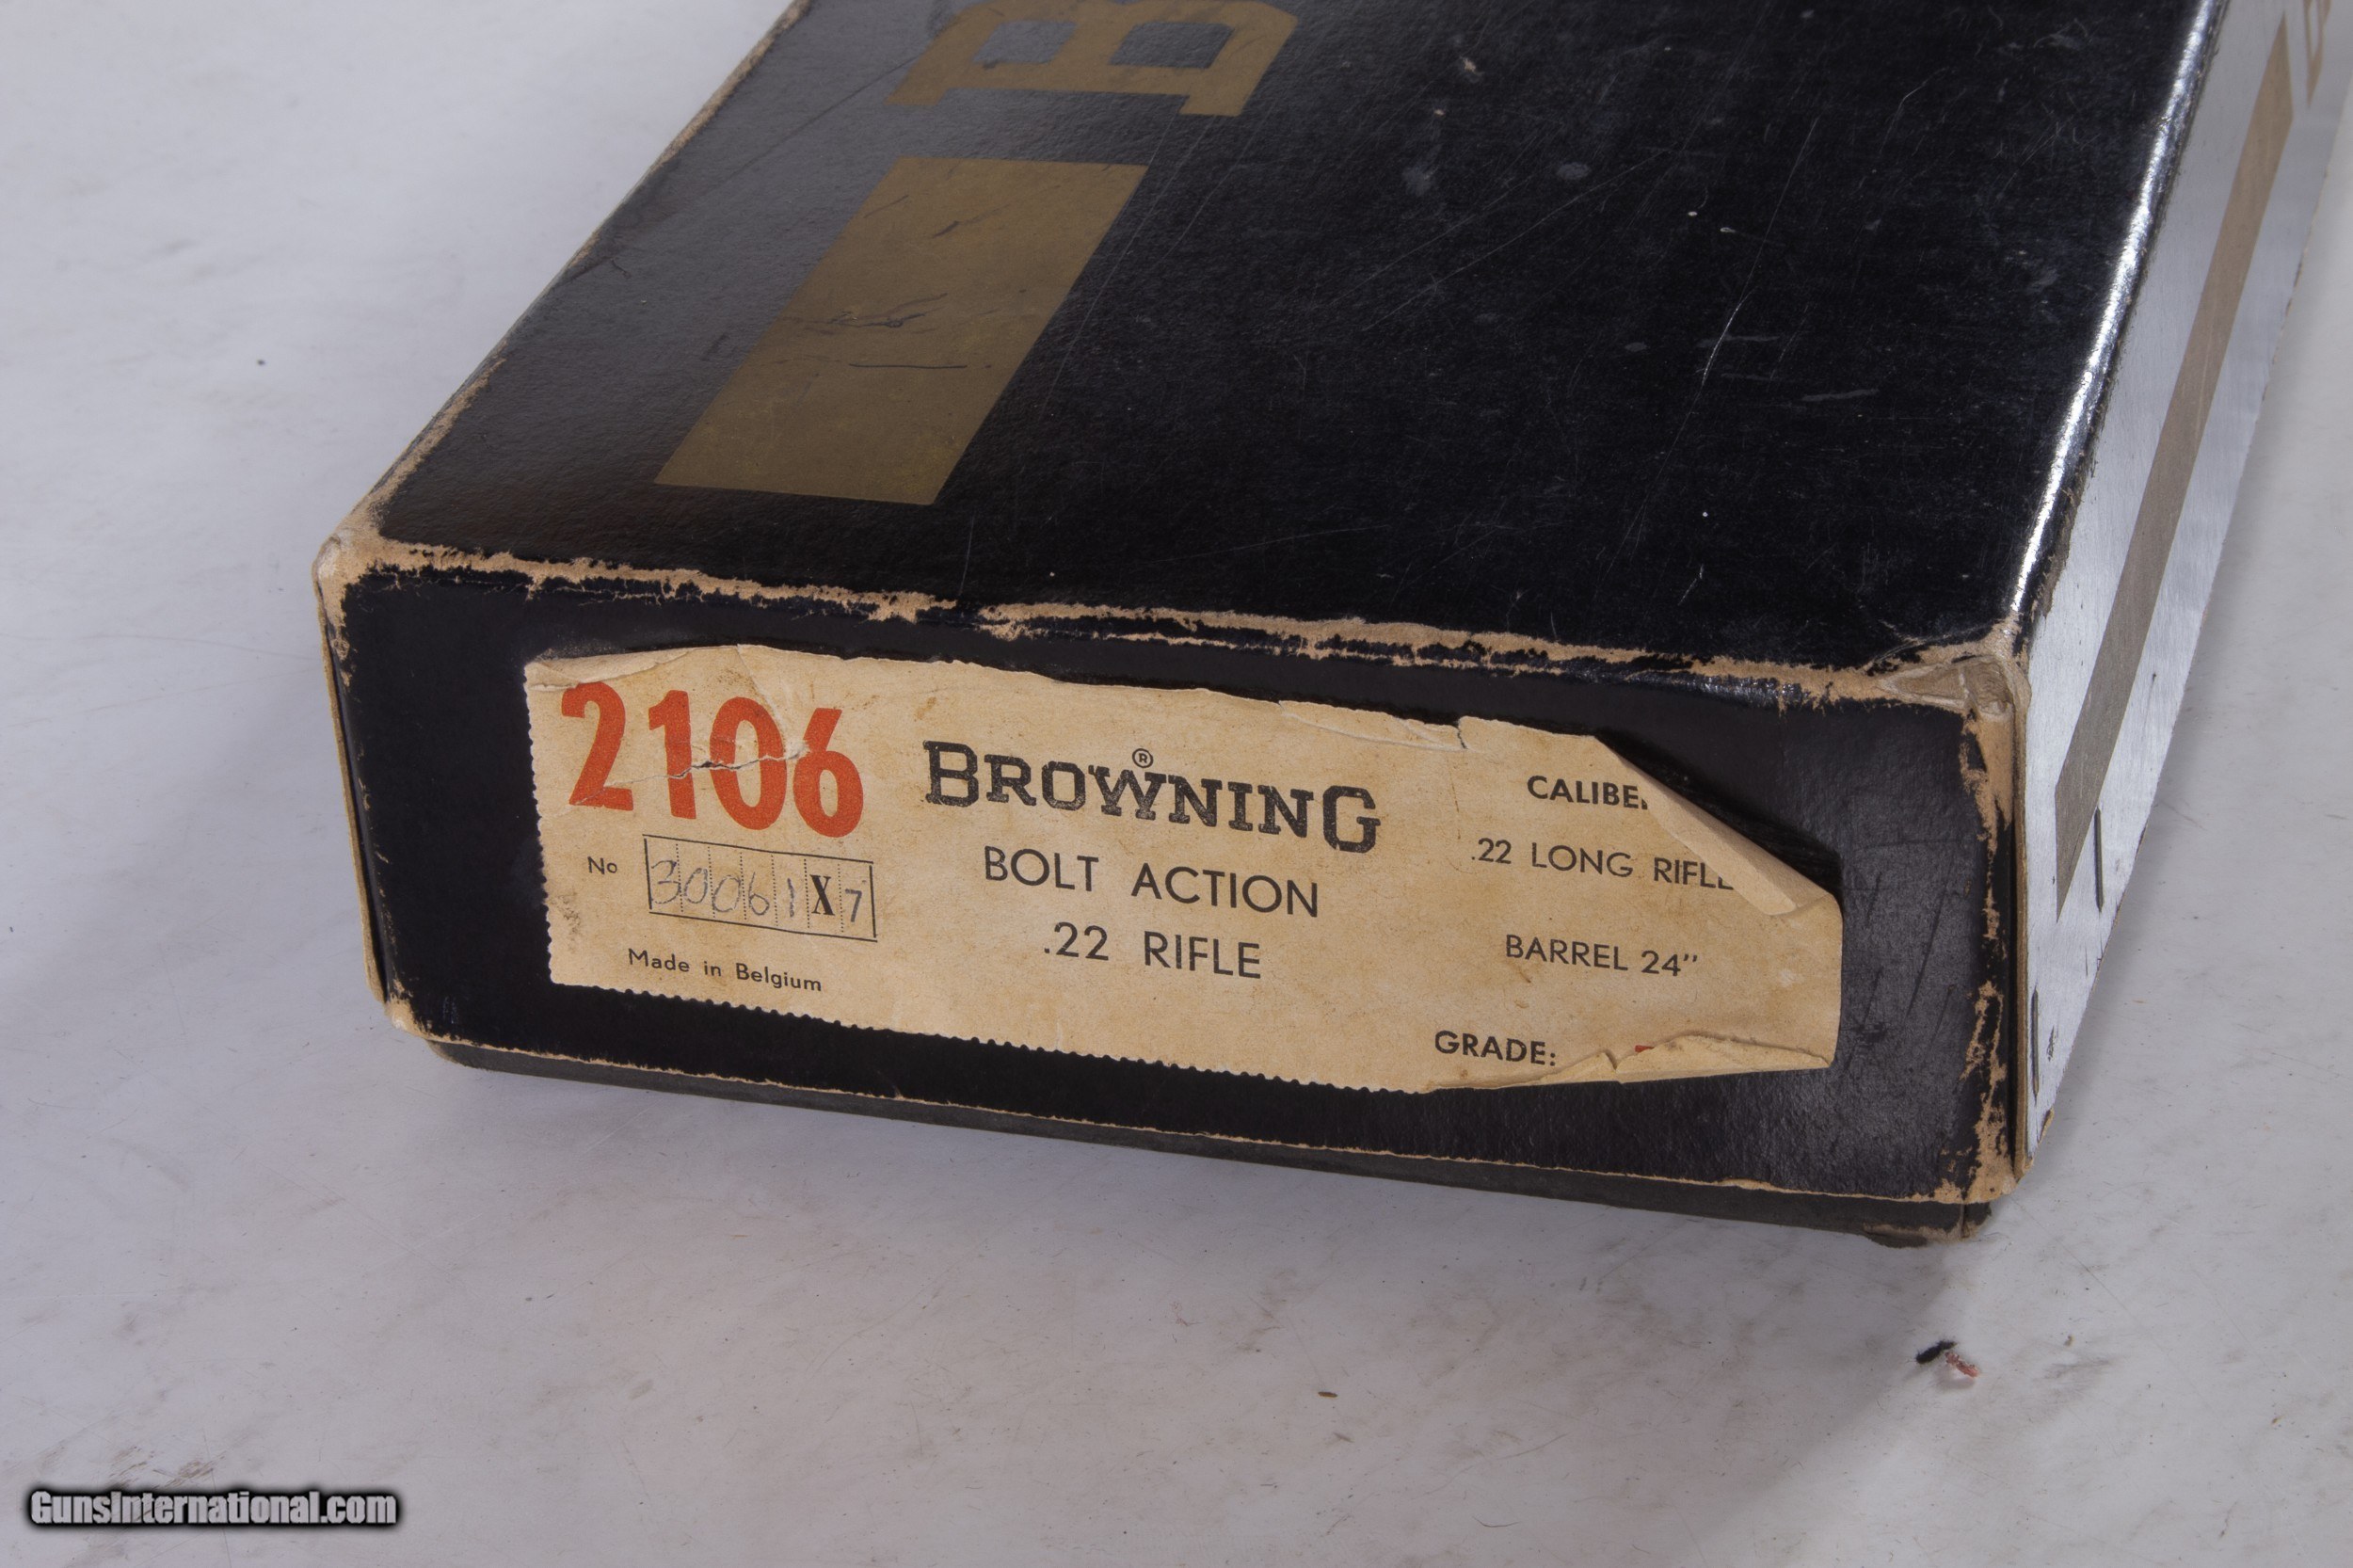 B
2106
BROWNING®
CALIBE
.22 LONG RIFLE
No 30061X7
BOLT ACTION
.22 RIFLE
BARREL 24”
Made in Belgium
GRADE:
GunsInternational.com